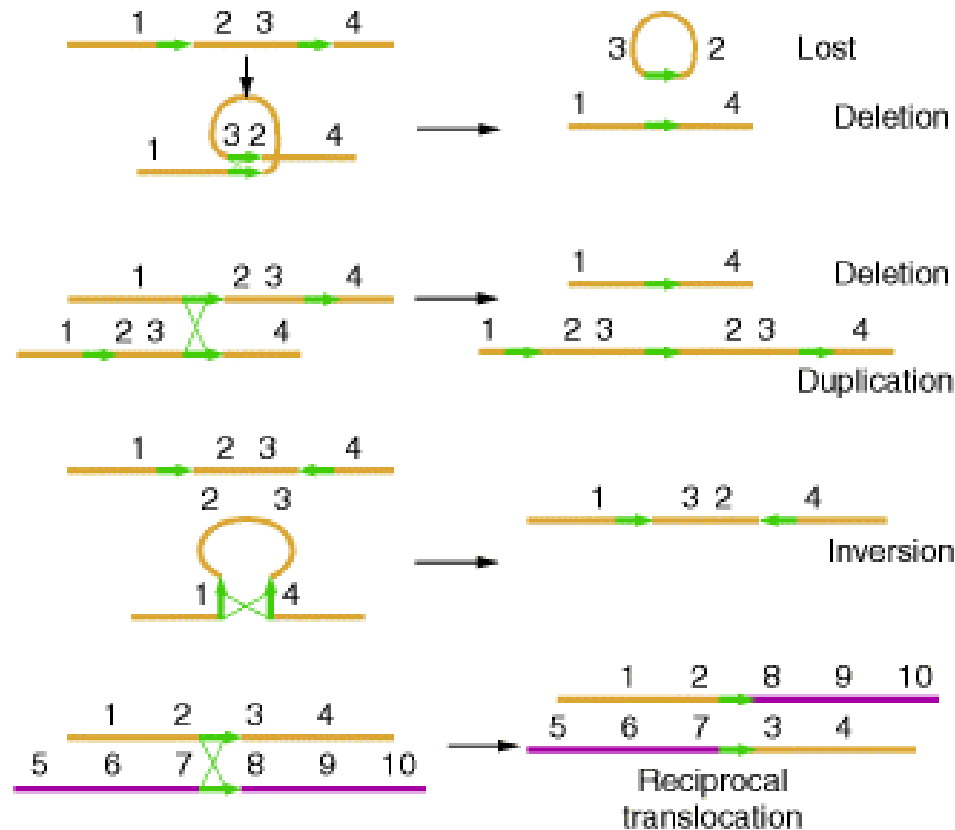 1 2 3 4
3 2 Lost
1 4 Deletion
3 2 4
1
1 2 3 4
1 4 Deletion
1 2 3 4
1 2 3 2 3 4
Duplication
1 2 3 4
2 3
1 3 2 4
Inversion
1 4
1 2 8 9 10
1 2 3 4
5 6 7 3 4
5 6 7 8 9 10
Reciprocal
translocation